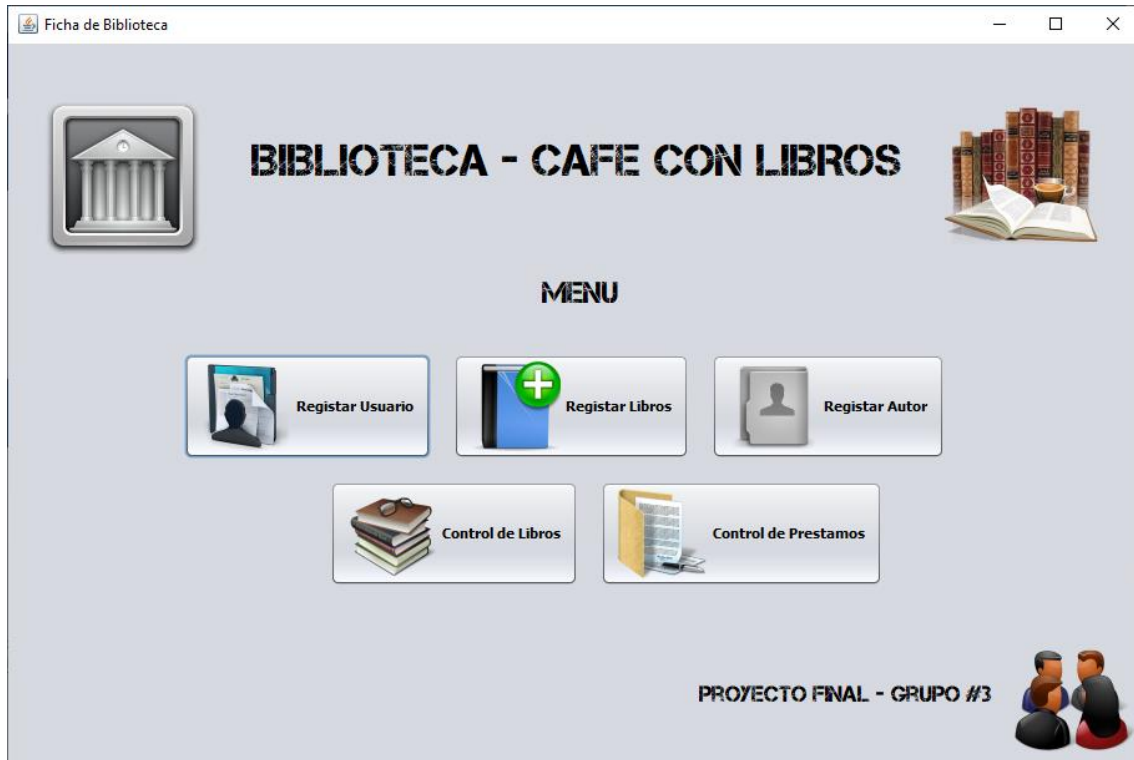 Ficha de Biblioteca
BIBLIOTECA - CAFE CON LIBROS
MENU
Registar Usuario
Registar Libros
Registar Autor
Control de Libros
Control de Prestamos
PROYECTO FINAL - GRUPO #3